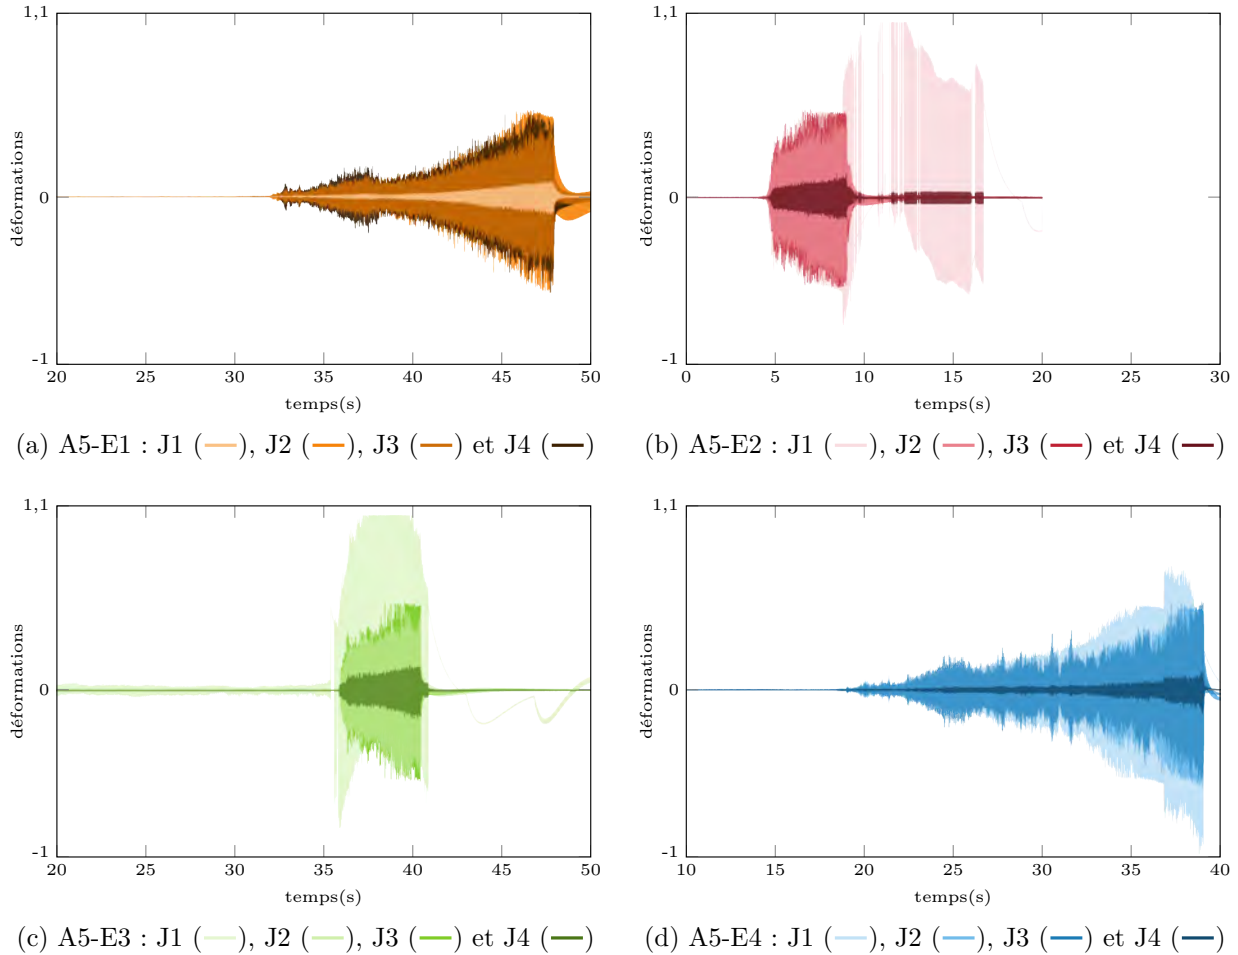 1,1
déformations
0
-1
20 25 30 35 40 45 50
temps(s)
(a) A5-E1 : J1 (—), J2 (—), J3 (—) et J4 (—)
1,1
déformations
0
-1
0 5 10 15 20 25 30
temps(s)
(b) A5-E2 : J1 (—), J2 (—), J3 (—) et J4 (—)
1,1
déformations
0
-1
20 25 30 35 40 45 50
temps(s)
(c) A5-E3 : J1 (—), J2 (—), J3 (—) et J4 (—)
1,1
déformations
0
-1
10 15 20 25 30 35 40
temps(s)
(d) A5-E4 : J1 (—), J2 (—), J3 (—) et J4 (—)